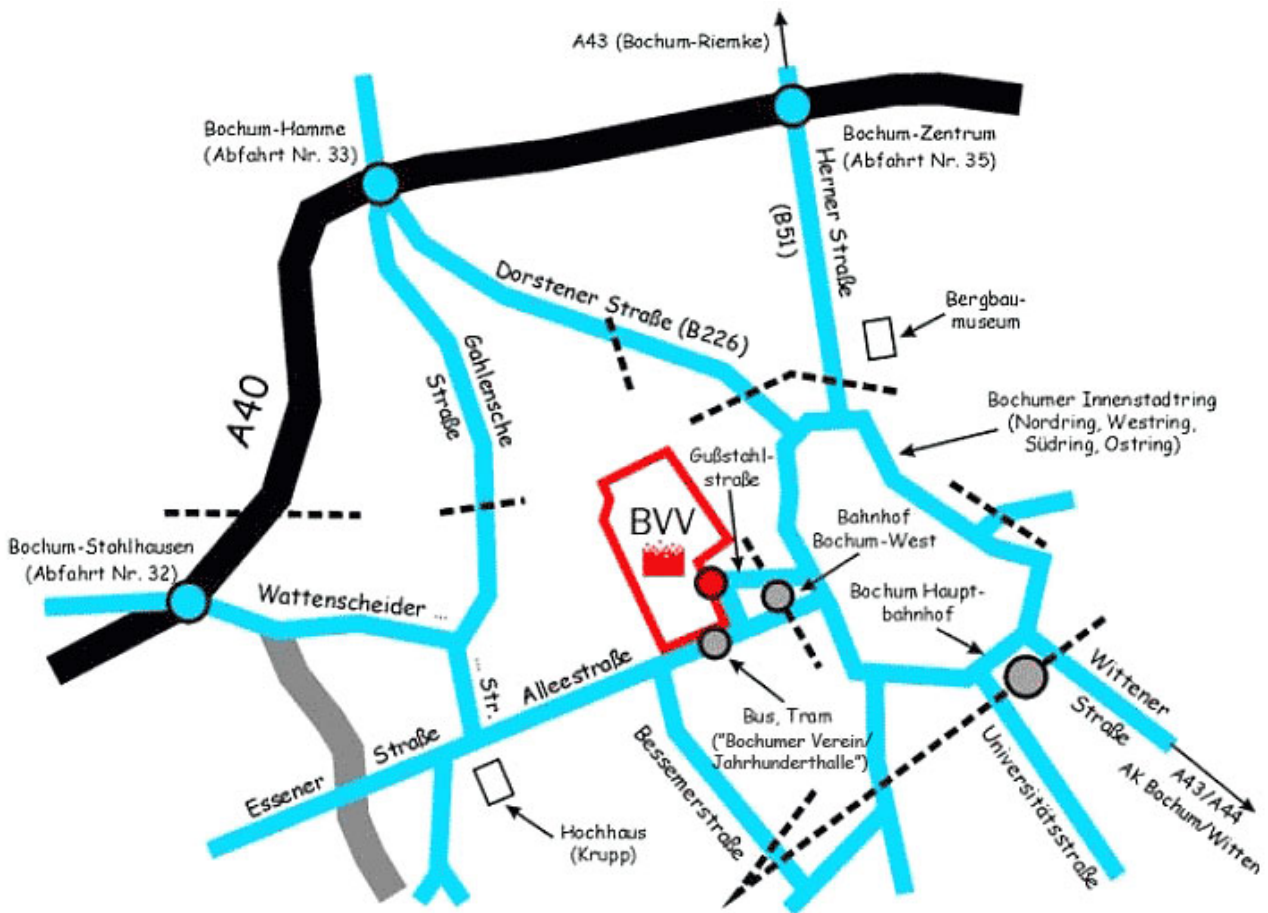 A43 (Bochum-Riemke)
Bochum-Hamme
(Abfahrt Nr. 33)
Bochum-Zentrum
(Abfahrt Nr. 35)
Herner Straße
(B51)
Dorstener Straße (B226)
Bergbau-
museum
Gahlensche
Straße
A40
Bochumer Innenstadtring
(Nordring, Westring,
Südring, Ostring)
Gußstahl-
straße
BVV
Bahnhof
Bochum-West
Bochum-Stahlhausen
(Abfahrt Nr. 32)
Wattenscheider ...
... Str.
Bochum Haupt-
bahnhof
Alleestraße
Essener Straße
Bus, Tram
("Bochumer Verein/
Jahrhunderthalle")
Bessemerstraße
Wittener
Straße
Universitätsstraße
A43/A44
AK Bochum/Witten
Hochhaus
(Krupp)